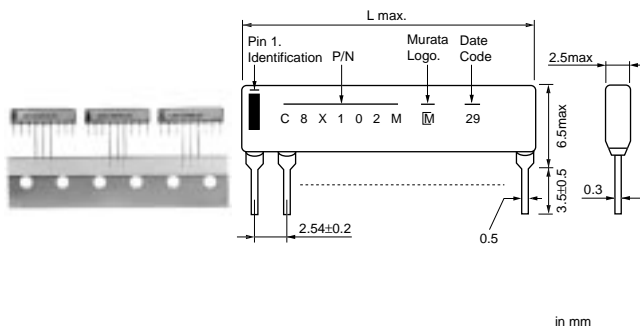 L max.
Pin 1. Identification
P/N
Murata Logo.
Date Code
2.5max
C 8 X 1 0 2 M M 29
6.5max
3.5±0.5
0.3
0.5
2.54±0.2
in mm